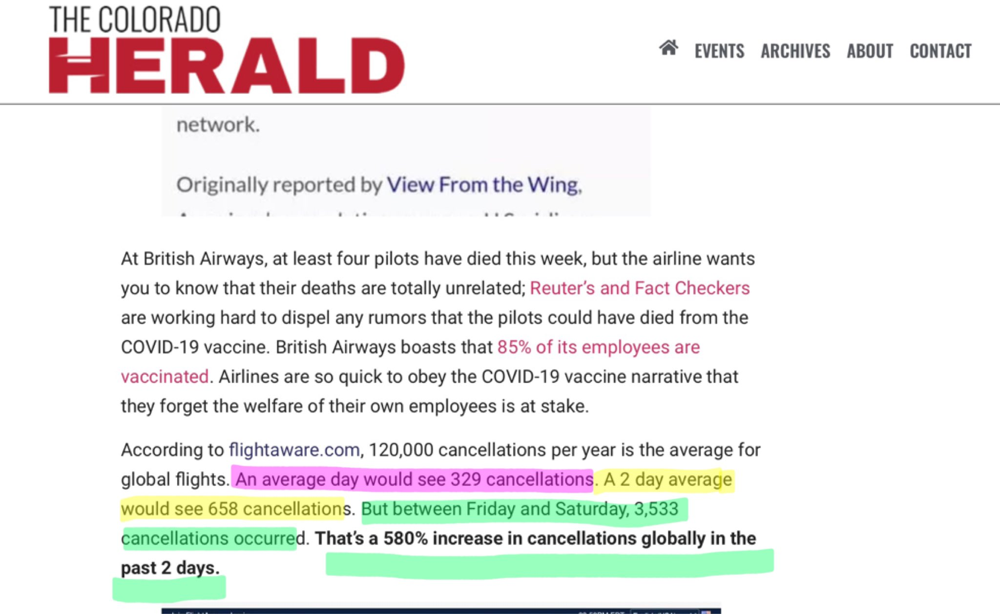 THE COLORADO
HERALD
EVENTS ARCHIVES ABOUT CONTACT
network.
Originally reported by View From the Wing,
At British Airways, at least four pilots have died this week, but the airline wants
you to know that their deaths are totally unrelated; Reuter's and Fact Checkers
are working hard to dispel any rumors that the pilots could have died from the
COVID-19 vaccine. British Airways boasts that 85% of its employees are
vaccinated. Airlines are so quick to obey the COVID-19 vaccine narrative that
they forget the welfare of their own employees is at stake.
According to flightaware.com, 120,000 cancellations per year is the average for
global flights. An average day would see 329 cancellations. A 2 day average
would see 658 cancellations. But between Friday and Saturday, 3,533
cancellations occurred. That's a 580% increase in cancellations globally in the
past 2 days.